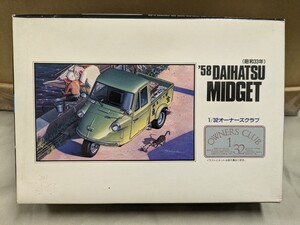 (昭和33年)
'58 DAIHATSU
MIDGET
1/32オーナーズクラブ
OWNERS CLUB
1
32